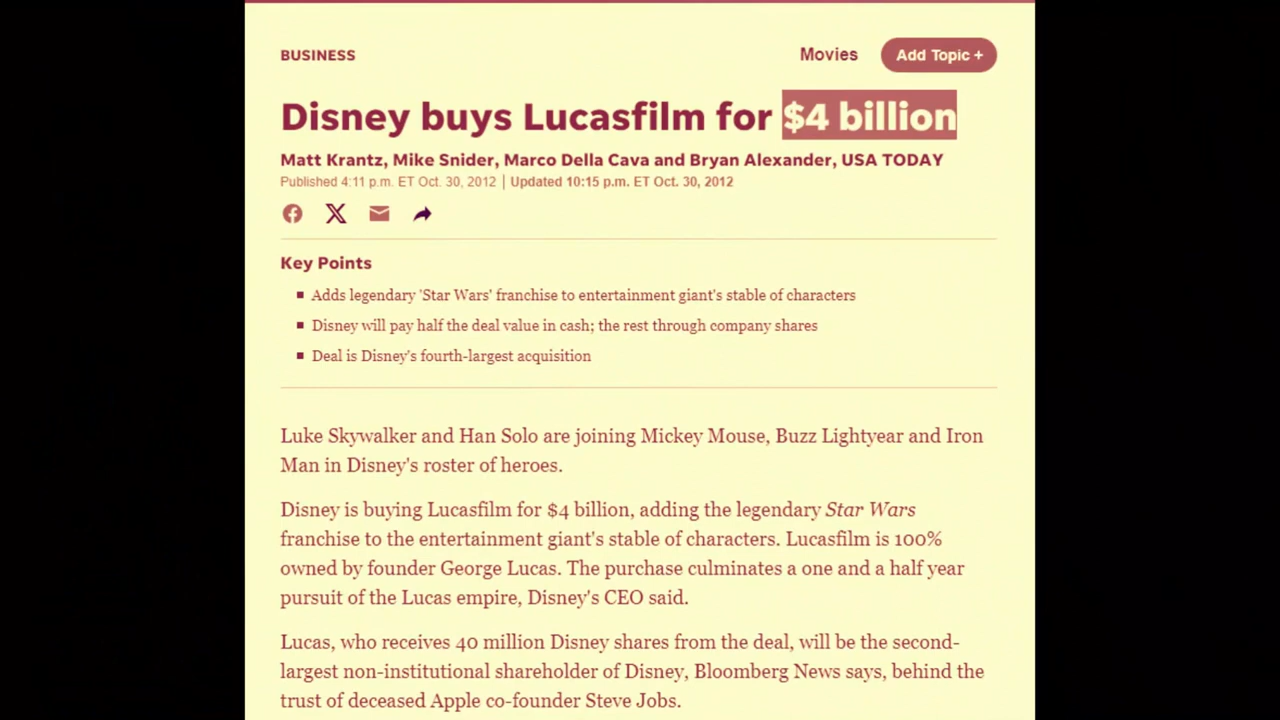 BUSINESS
Movies
Add Topic +
Disney buys Lucasfilm for $4 billion
Matt Krantz, Mike Snider, Marco Della Cava and Bryan Alexander, USA TODAY
Published 4:11 p.m. ET Oct. 30, 2012 | Updated 10:15 p.m. ET Oct. 30, 2012
Key Points
Adds legendary 'Star Wars' franchise to entertainment giant's stable of characters
Disney will pay half the deal value in cash; the rest through company shares
Deal is Disney's fourth-largest acquisition
Luke Skywalker and Han Solo are joining Mickey Mouse, Buzz Lightyear and Iron
Man in Disney's roster of heroes.
Disney is buying Lucasfilm for $4 billion, adding the legendary Star Wars
franchise to the entertainment giant's stable of characters. Lucasfilm is 100%
owned by founder George Lucas. The purchase culminates a one and a half year
pursuit of the Lucas empire, Disney's CEO said.
Lucas, who receives 40 million Disney shares from the deal, will be the second-
largest non-institutional shareholder of Disney, Bloomberg News says, behind the
trust of deceased Apple co-founder Steve Jobs.